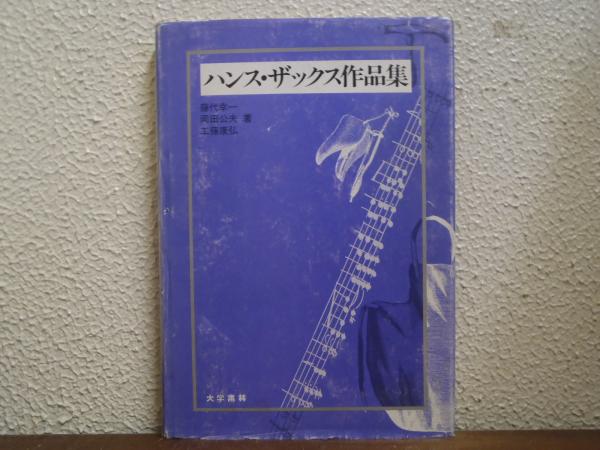 ハンス・ザックス作品集
藤代幸一
岡田公夫 著
工藤康弘
大学書林